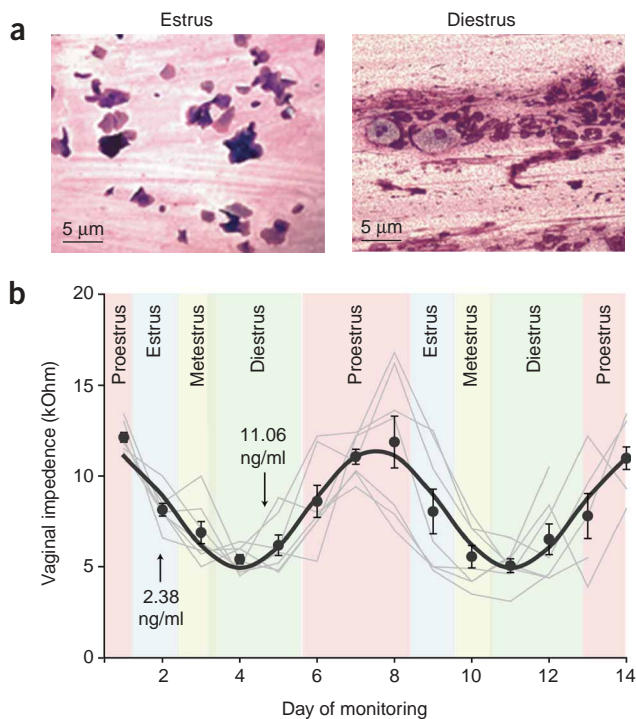 a
Estrus
Diestrus
5 μm
5 μm
b
20
15
10
5
0
Vaginal impedence (kOhm)
Proestrus
Estrus
Metestrus
Diestrus
Proestrus
Estrus
Metestrus
Diestrus
Proestrus
11.06
ng/ml
2.38
ng/ml
2
4
6
8
10
12
14
Day of monitoring